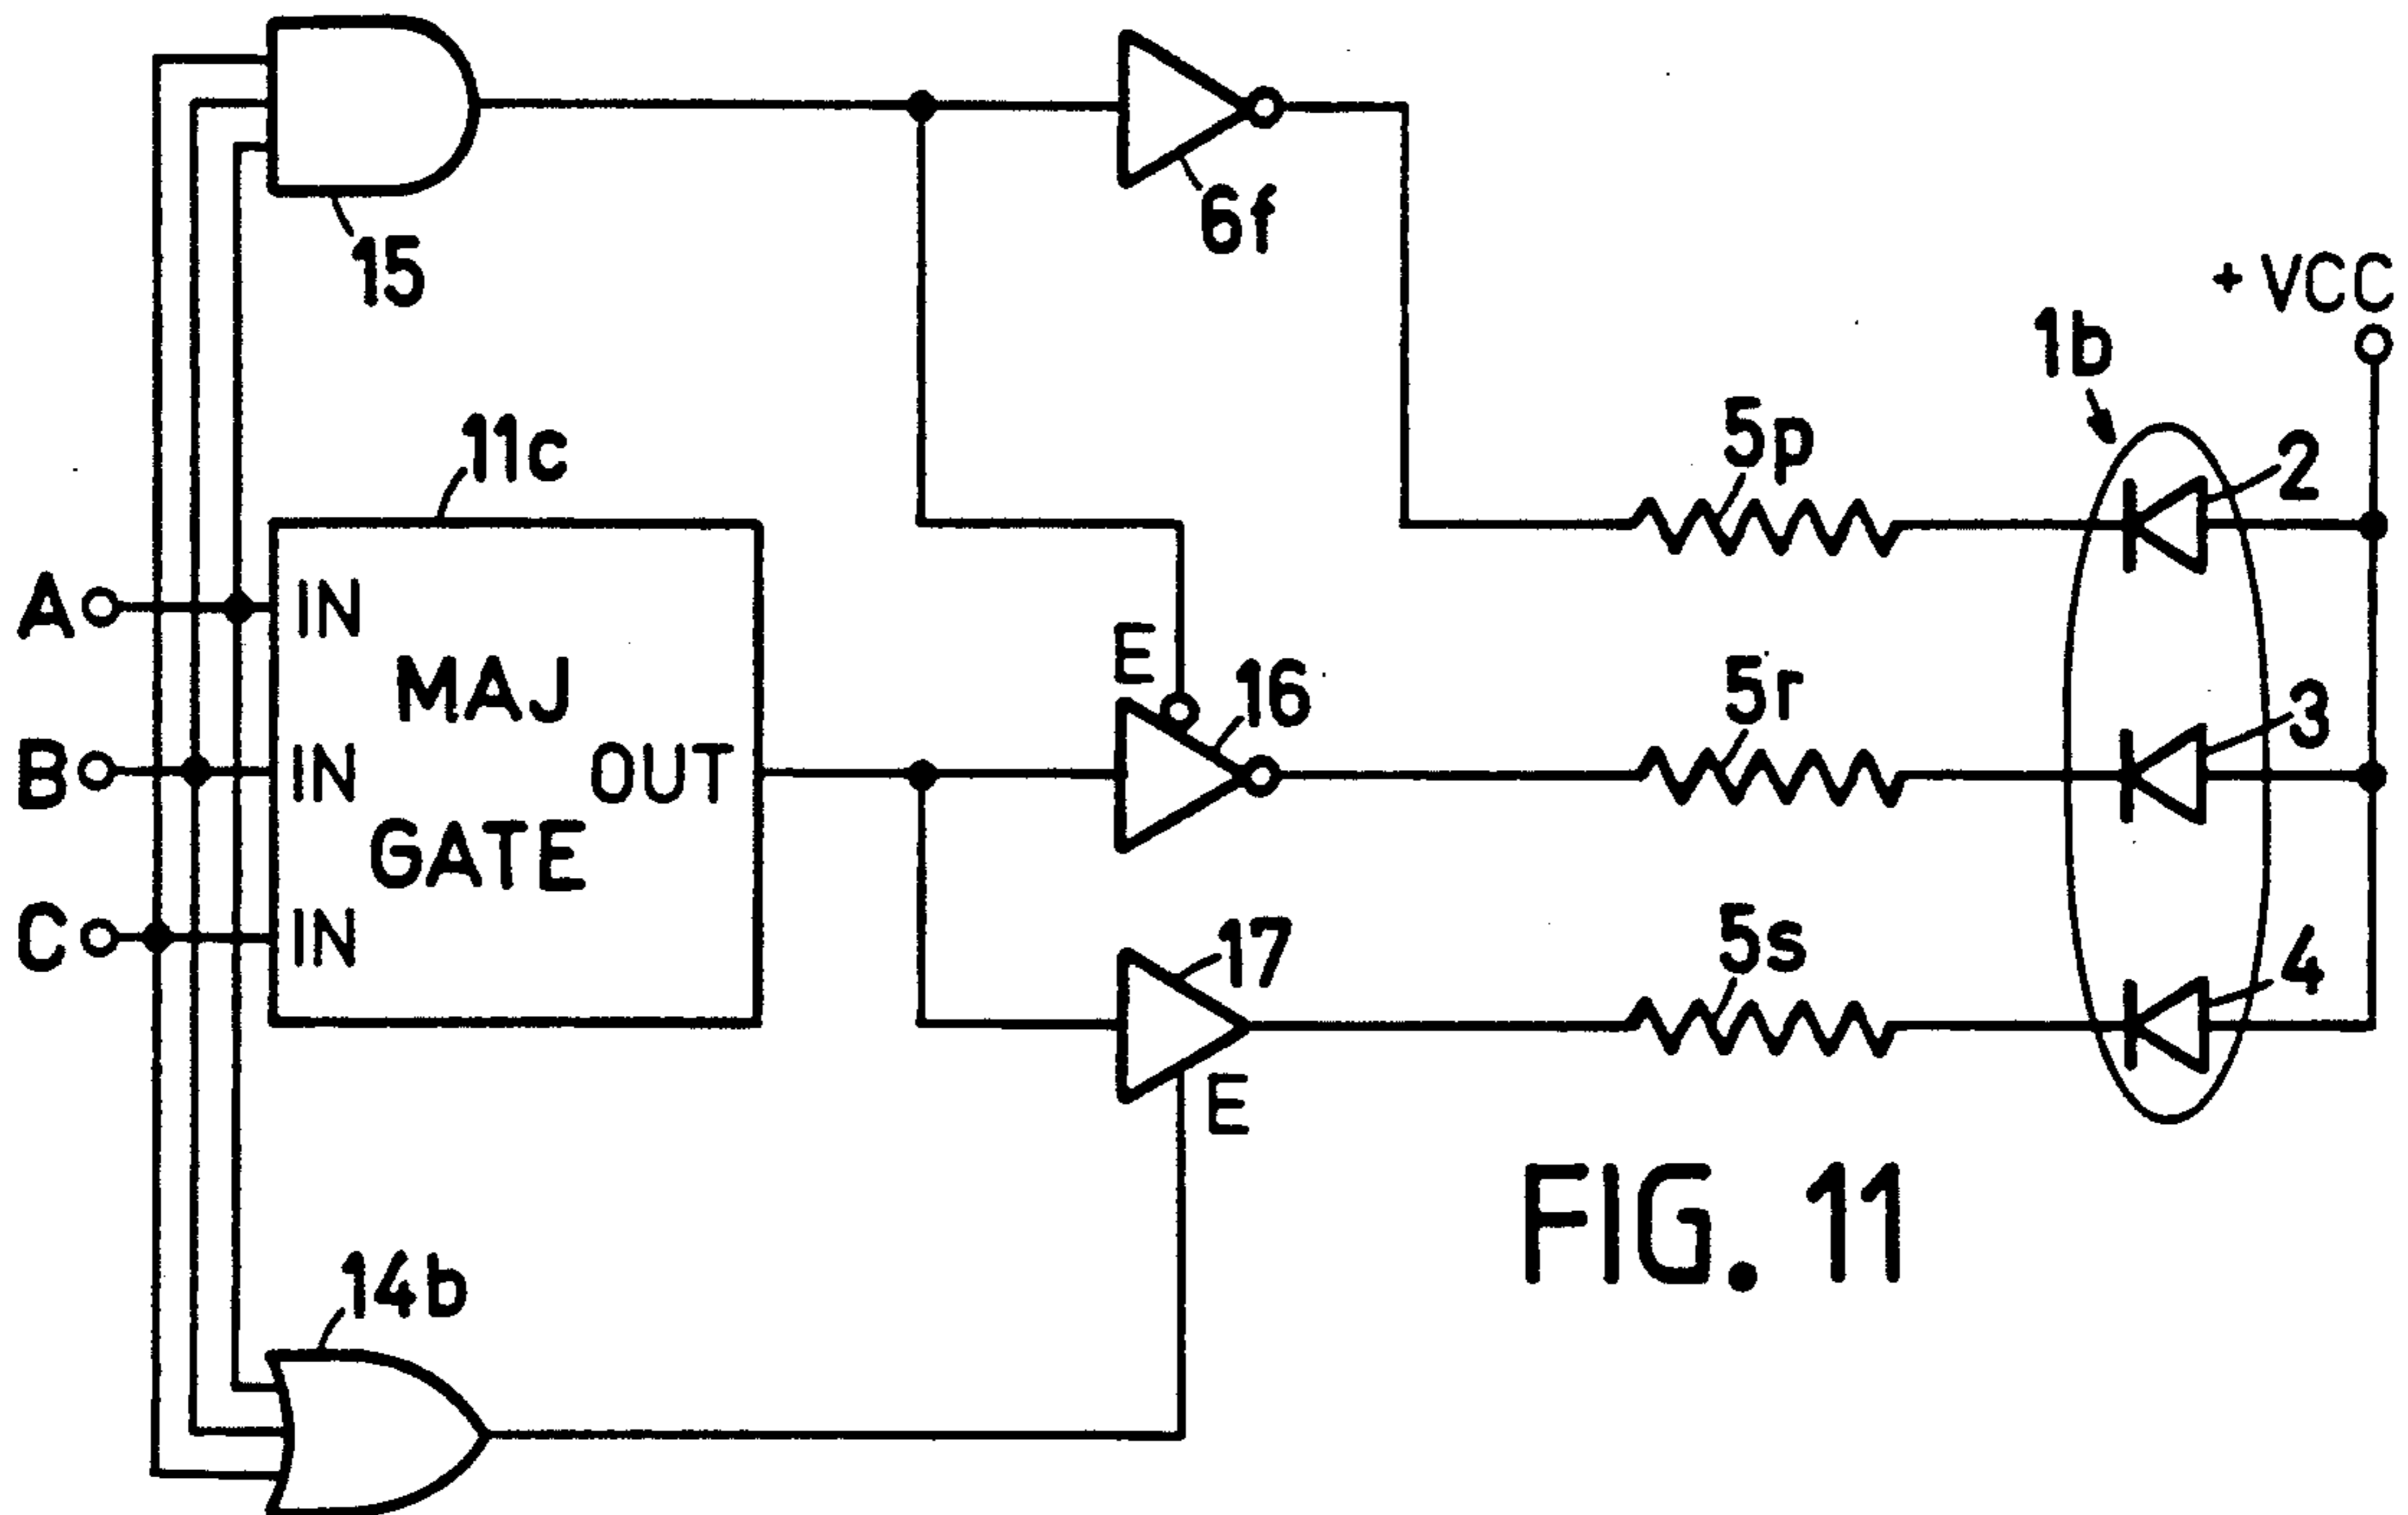 15
6f
+ VCC
1b
11c
5p
2
A
IN
E
16
5r
3
MAJ
B
IN
OUT
GATE
C
IN
17
5s
4
E
FIG. 11
14b